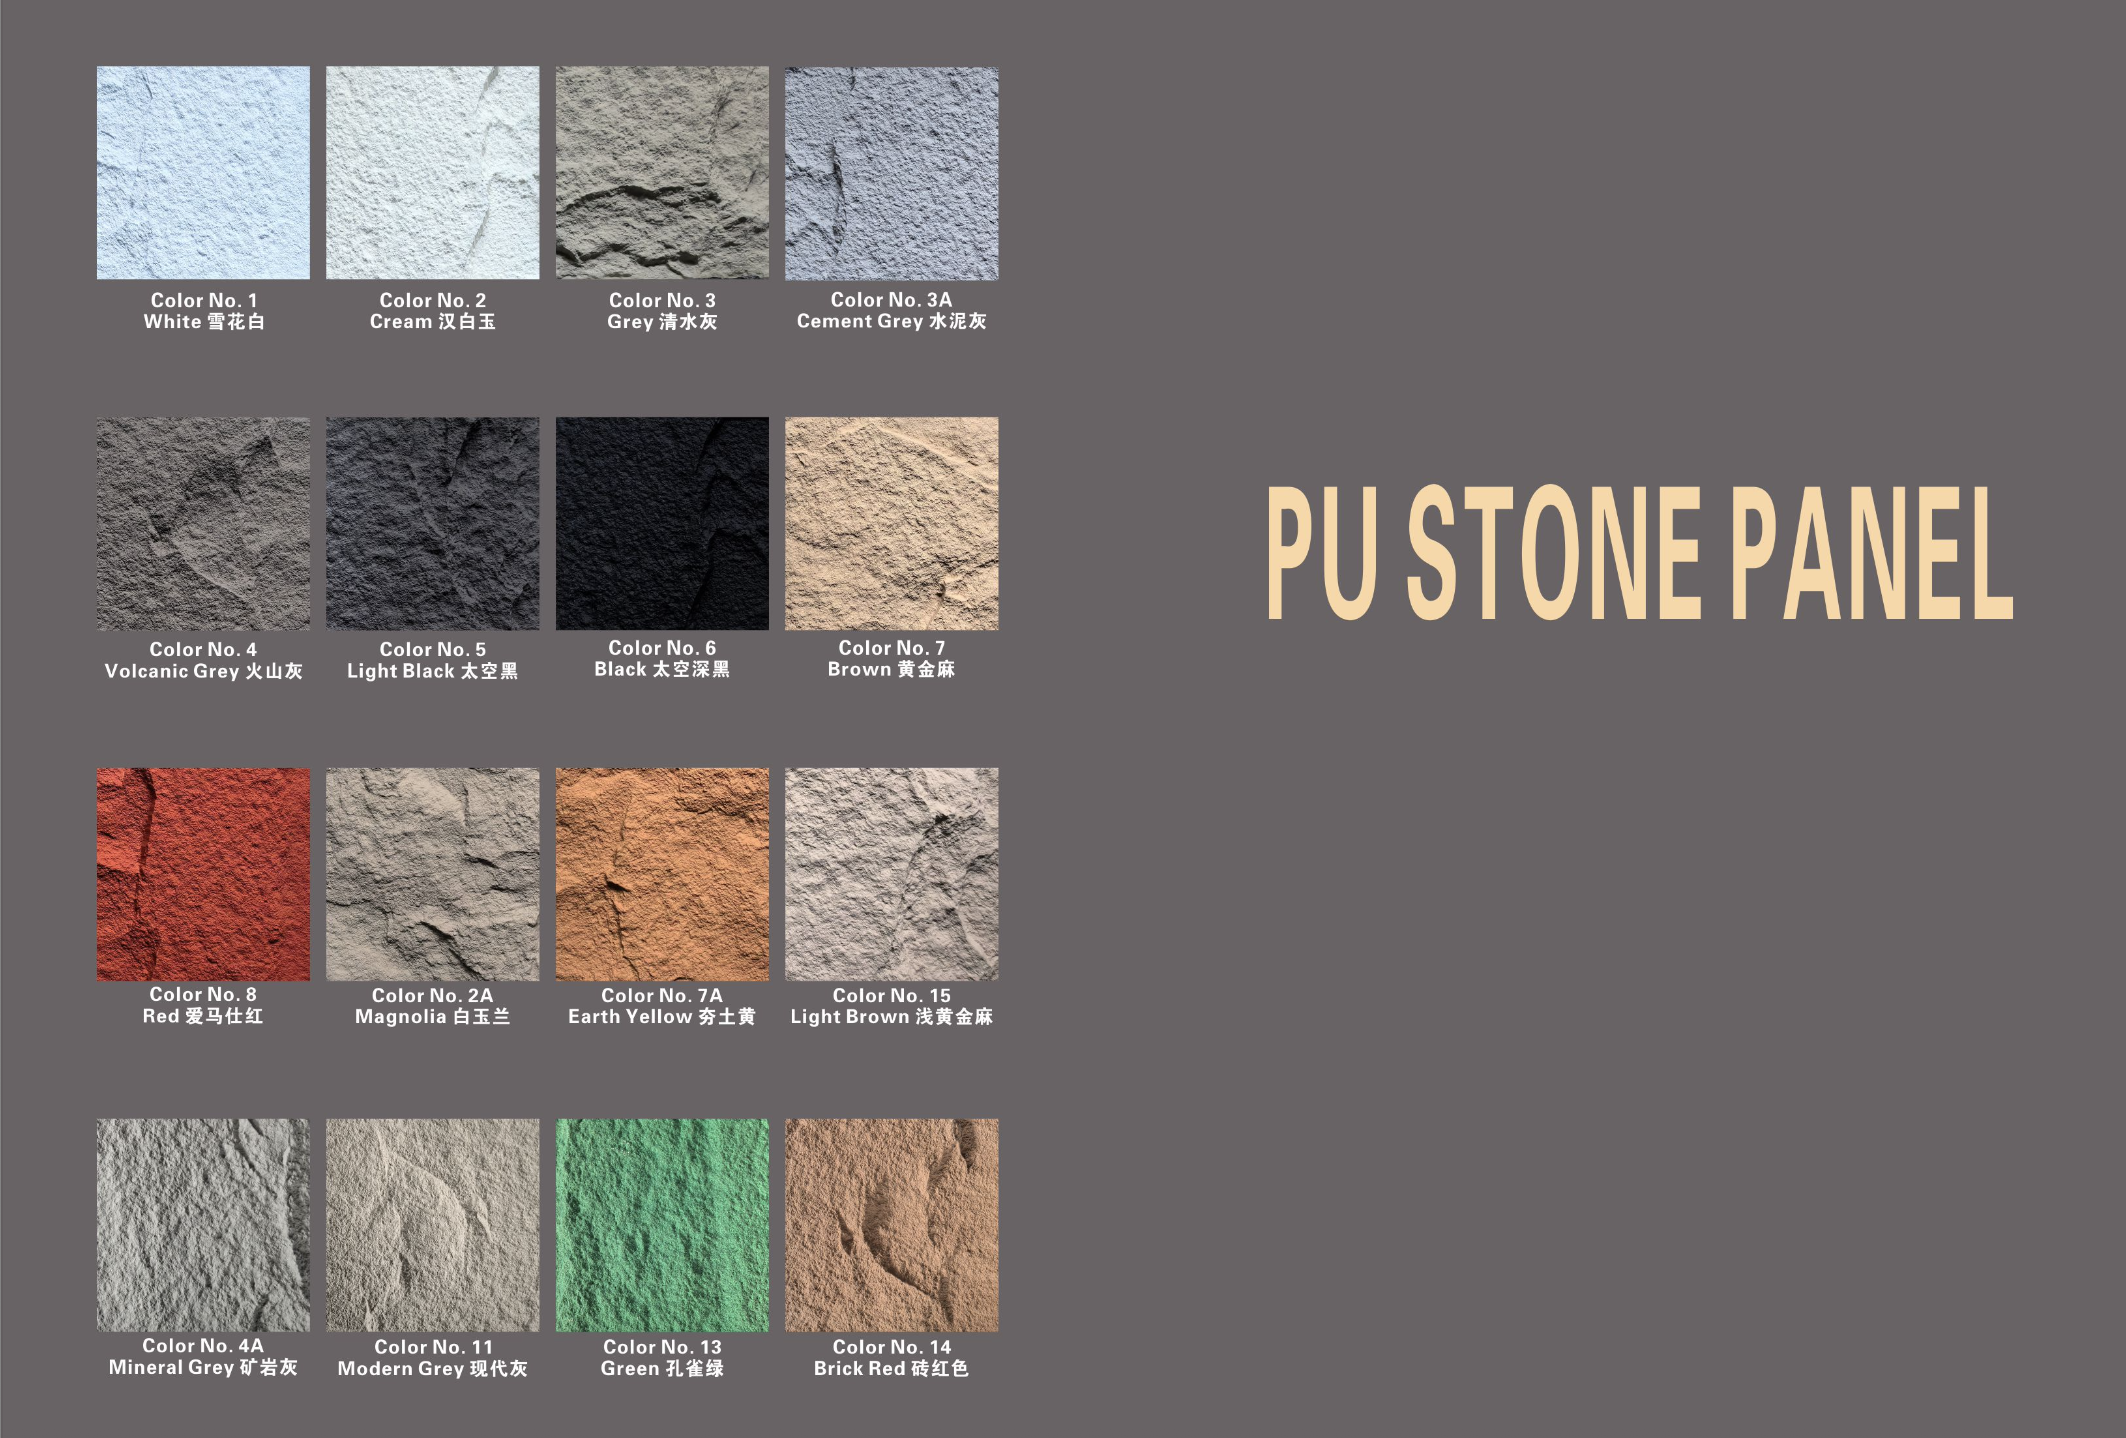 Color No. 1
White 雪花白
Color No. 2
Cream 汉白玉
Color No. 3
Grey 清水灰
Color No. 3A
Cement Grey 水泥灰
Color No. 4
Volcanic Grey 火山灰
Color No. 5
Light Black 太空黑
Color No. 6
Black 太空深黑
Color No. 7
Brown 黄金麻
Color No. 8
Red 爱马仕红
Color No. 2A
Magnolia 白玉兰
Color No. 7A
Earth Yellow 夯土黄
Color No. 15
Light Brown 浅黄金麻
Color No. 4A
Mineral Grey 矿岩灰
Color No. 11
Modern Grey 现代灰
Color No. 13
Green 孔雀绿
Color No. 14
Brick Red 砖红色
PU STONE PANEL